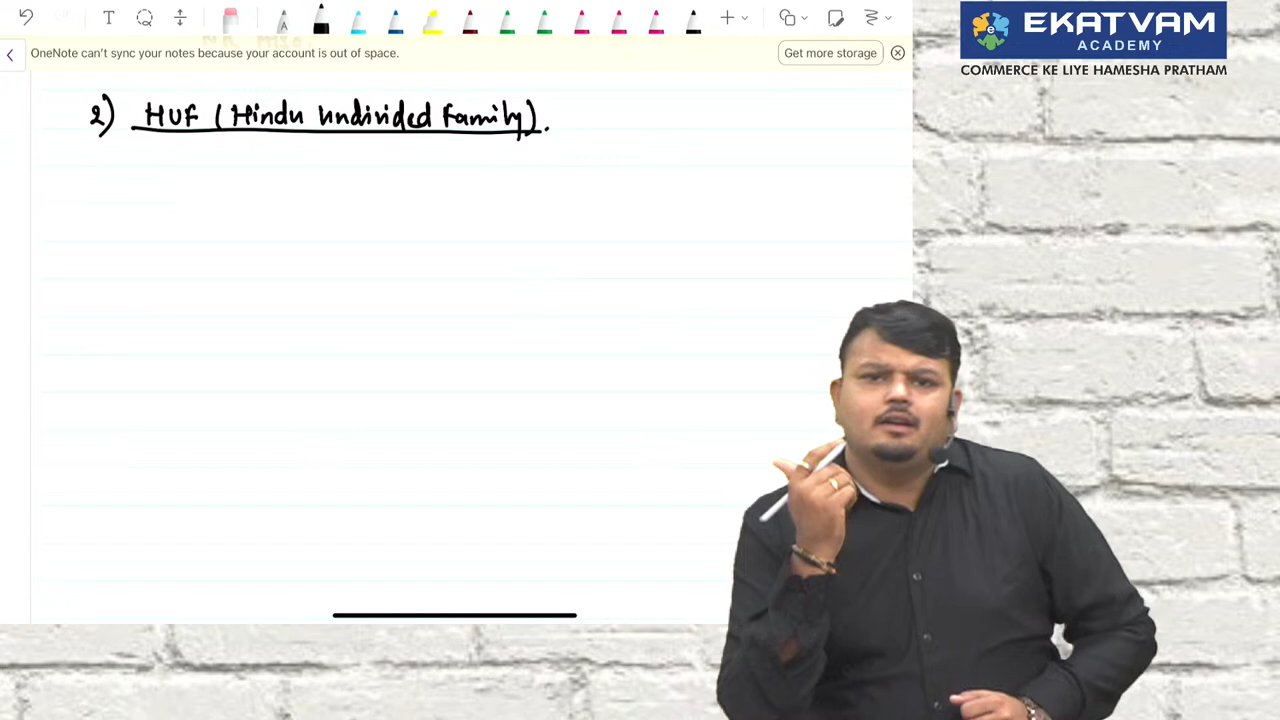 EKATVAM
ACADEMY
COMMERCE KE LIYE HAMESHA PRATHAM
T
A
OneNote can't sync your notes because your account is out of space.
Get more storage
2) HUF (Hindu Undivided Family).